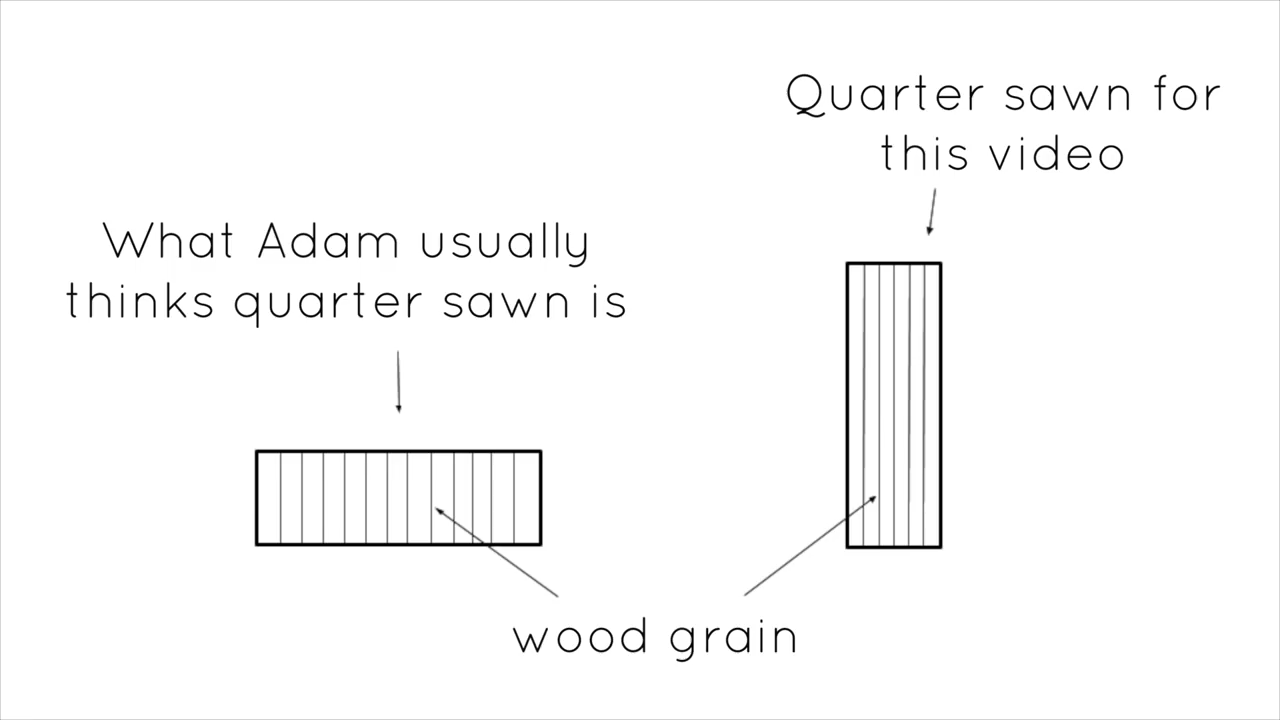 What Adam usually
thinks quarter sawn is
Quarter sawn for
this video
wood grain